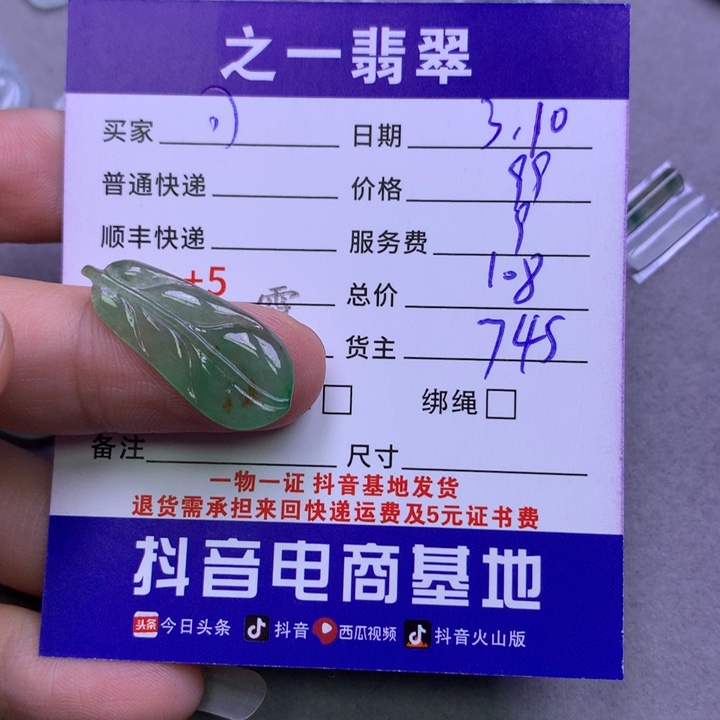 之一翡翠
买家 日期 3.10
普通快递 价格 99
顺丰快递 服务费 9
+5 总价 108
货主 745
绑绳
备注 尺寸
一物一证 抖音基地发货
退货需承担来回快递运费及5元证书费
抖音电商基地
头条 今日头条 抖音 西瓜视频 抖音火山版